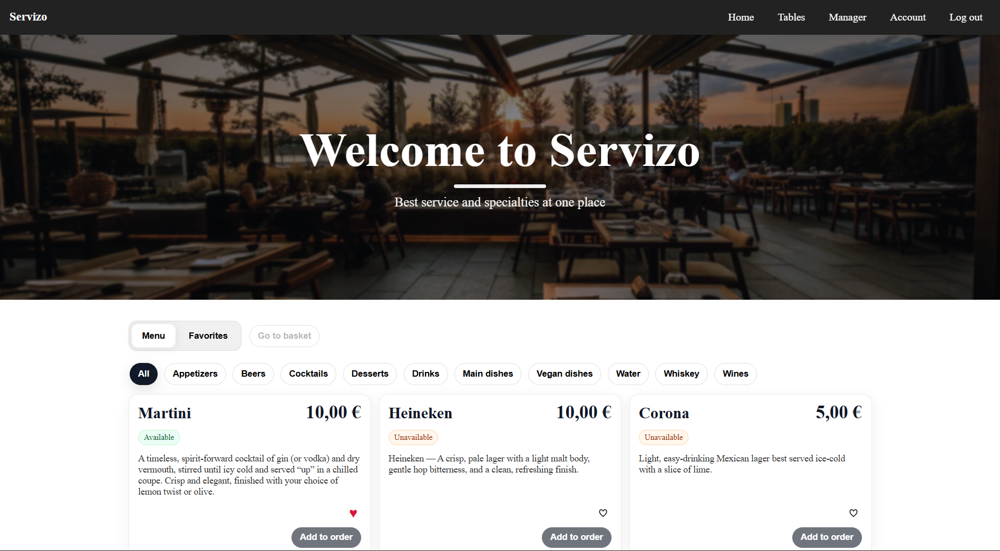 Servizo
Home Tables Manager Account Log out
Welcome to Servizo
Best service and specialties at one place
Menu Favorites Go to basket
All Appetizers Beers Cocktails Desserts Drinks Main dishes Vegan dishes Water Whiskey Wines
Martini 10,00 €
Available
A timeless, spirit-forward cocktail of gin (or vodka) and dry
vermouth, stirred until icy cold and served “up” in a chilled
coupe. Crisp and elegant, finished with your choice of
lemon twist or olive.
Add to order
Heineken 10,00 €
Unavailable
Heineken — A crisp, pale lager with a light malt body,
gentle hop bitterness, and a clean, refreshing finish.
Add to order
Corona 5,00 €
Unavailable
Light, easy-drinking Mexican lager best served ice-cold
with a slice of lime.
Add to order